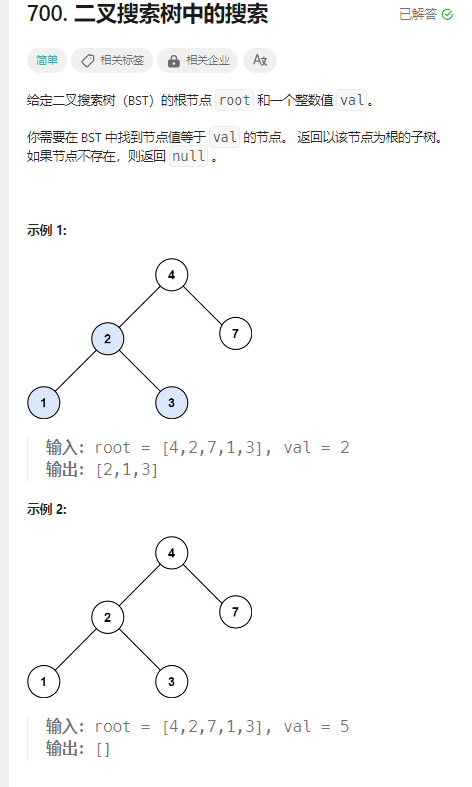 700. 二叉搜索树中的搜索
已解答
简单 相关标签 相关企业 Aあ
给定二叉搜索树（BST）的根节点 root 和一个整数值 val。
你需要在 BST 中找到节点值等于 val 的节点。 返回以该节点为根的子树。
如果节点不存在，则返回 null 。
示例 1:
4
2
7
1
3
输入：root = [4,2,7,1,3], val = 2
输出：[2,1,3]
示例 2:
4
2
7
1
3
输入：root = [4,2,7,1,3], val = 5
输出：[]